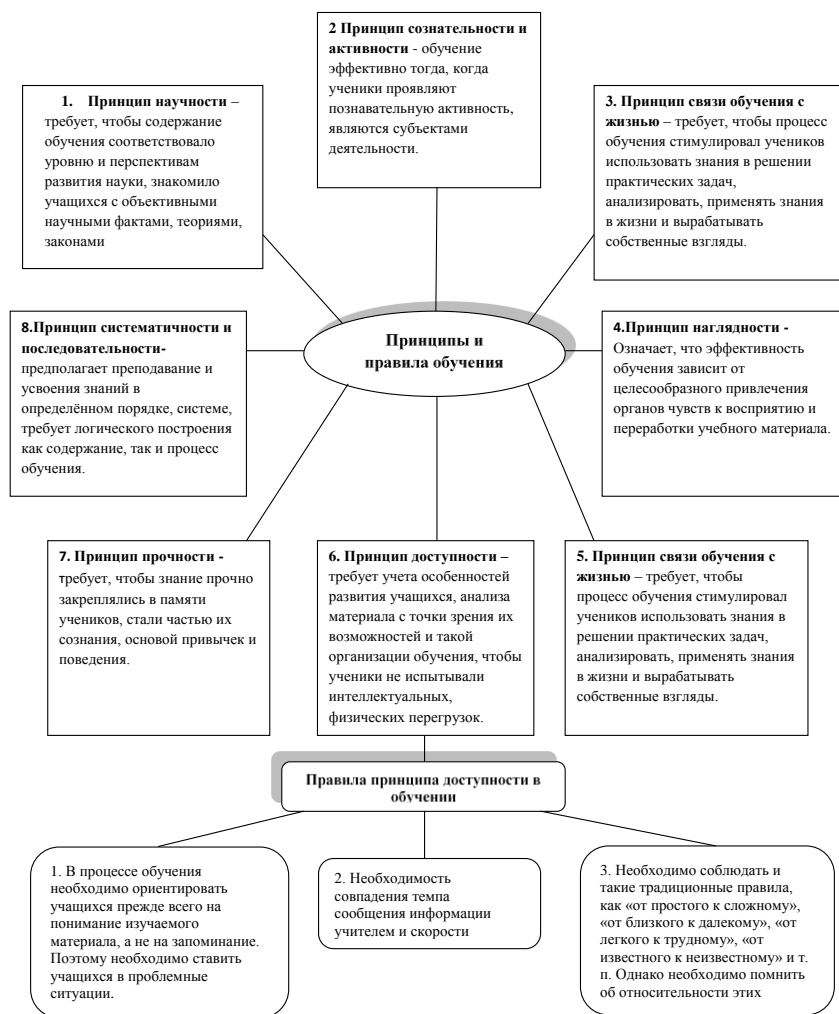 2 Принцип сознательности и
активности - обучение
эффективно тогда, когда
ученики проявляют
познавательную активность,
являются субъектами
деятельности.
1. Принцип научности –
требует, чтобы содержание
обучения соответствовало
уровню и перспективам
развития науки, знакомило
учащихся с объективными
научными фактами, теориями,
законами
3. Принцип связи обучения с
жизнью – требует, чтобы процесс
обучения стимулировал учеников
использовать знания в решении
практических задач,
анализировать, применять знания
в жизни и вырабатывать
собственные взгляды.
Принципы и
правила обучения
8.Принцип систематичности и
последовательности-
предполагает преподавание и
усвоения знаний в
определённом порядке, системе,
требует логического построения
как содержание, так и процесс
обучения.
4.Принцип наглядности -
Означает, что эффективность
обучения зависит от
целесообразного привлечения
органов чувств к восприятию и
переработки учебного материала.
7. Принцип прочности -
требует, чтобы знание прочно
закреплялись в памяти
учеников, стали частью их
сознания, основой привычек и
поведения.
6. Принцип доступности –
требует учета особенностей
развития учащихся, анализа
материала с точки зрения их
возможностей и такой
организации обучения, чтобы
ученики не испытывали
интеллектуальных,
физических перегрузок.
5. Принцип связи обучения с
жизнью – требует, чтобы
процесс обучения стимулировал
учеников использовать знания в
решении практических задач,
анализировать, применять знания
в жизни и вырабатывать
собственные взгляды.
Правила принципа доступности в
обучении
1. В процессе обучения
необходимо ориентировать
учащихся прежде всего на
понимание изучаемого
материала, а не на запоминание.
Поэтому необходимо ставить
учащихся в проблемные
ситуации.
2. Необходимость
совпадения темпа
сообщения информации
учителем и скорости
3. Необходимо соблюдать и
такие традиционные правила,
как «от простого к сложному»,
«от близкого к далекому», «от
легкого к трудному», «от
известного к неизвестному» и т.
п. Однако необходимо помнить
об относительности этих